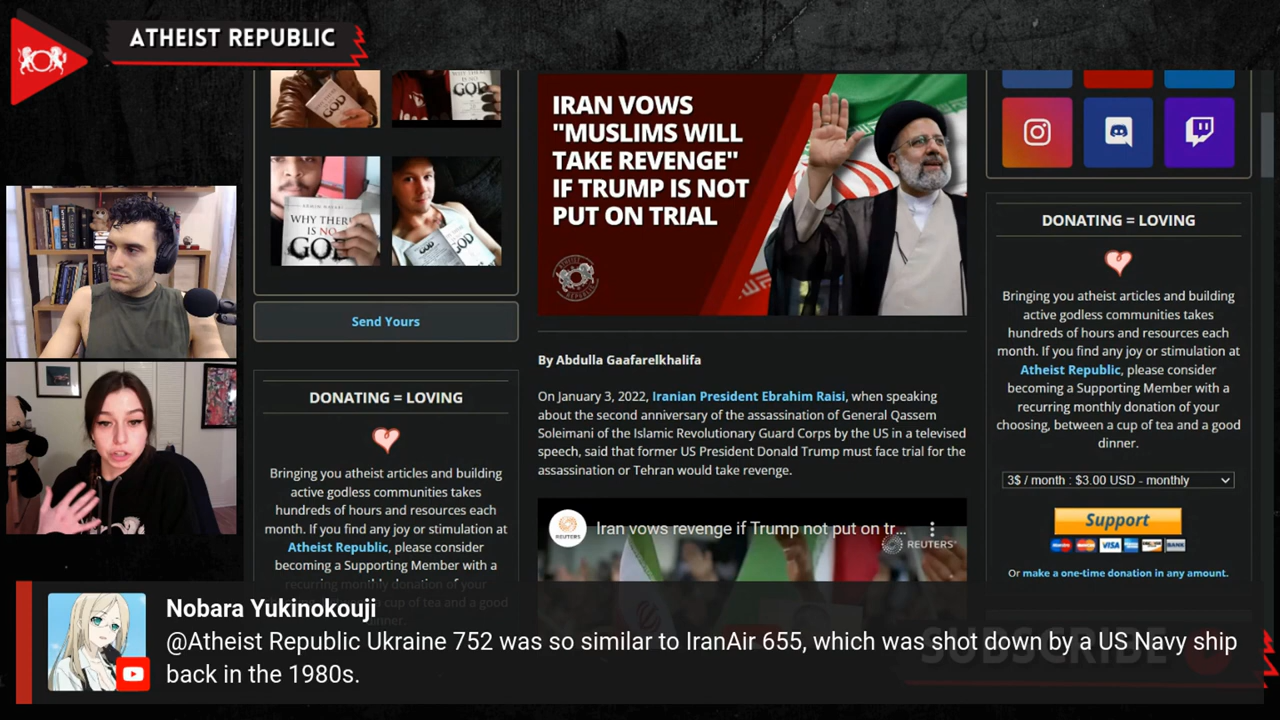 ATHEIST REPUBLIC
GOD
GOD
WHY THERE
IS NO
GOD
GOD
GOD
Send Yours
DONATING = LOVING
Bringing you atheist articles and building
active godless communities takes
hundreds of hours and resources each
month. If you find any joy or stimulation at
Atheist Republic, please consider
becoming a Supporting Member with a
recurring monthly donation of your
IRAN VOWS
"MUSLIMS WILL
TAKE REVENGE"
IF TRUMP IS NOT
PUT ON TRIAL
By Abdulla Gaafarelkhalifa
On January 3, 2022, Iranian President Ebrahim Raisi, when speaking
about the second anniversary of the assassination of General Qassem
Soleimani of the Islamic Revolutionary Guard Corps by the US in a televised
speech, said that former US President Donald Trump must face trial for the
assassination or Tehran would take revenge.
Iran vows revenge if Trump not put on tr...
REUTERS
DONATING = LOVING
Bringing you atheist articles and building
active godless communities takes
hundreds of hours and resources each
month. If you find any joy or stimulation at
Atheist Republic, please consider
becoming a Supporting Member with a
recurring monthly donation of your
choosing, between a cup of tea and a good
dinner.
3$ / month : $3.00 USD - monthly
Support
VISA
BANK
Or make a one-time donation in any amount.
SUBSCRIBE
Nobara Yukinokouji
@Atheist Republic Ukraine 752 was so similar to IranAir 655, which was shot down by a US Navy ship
back in the 1980s.